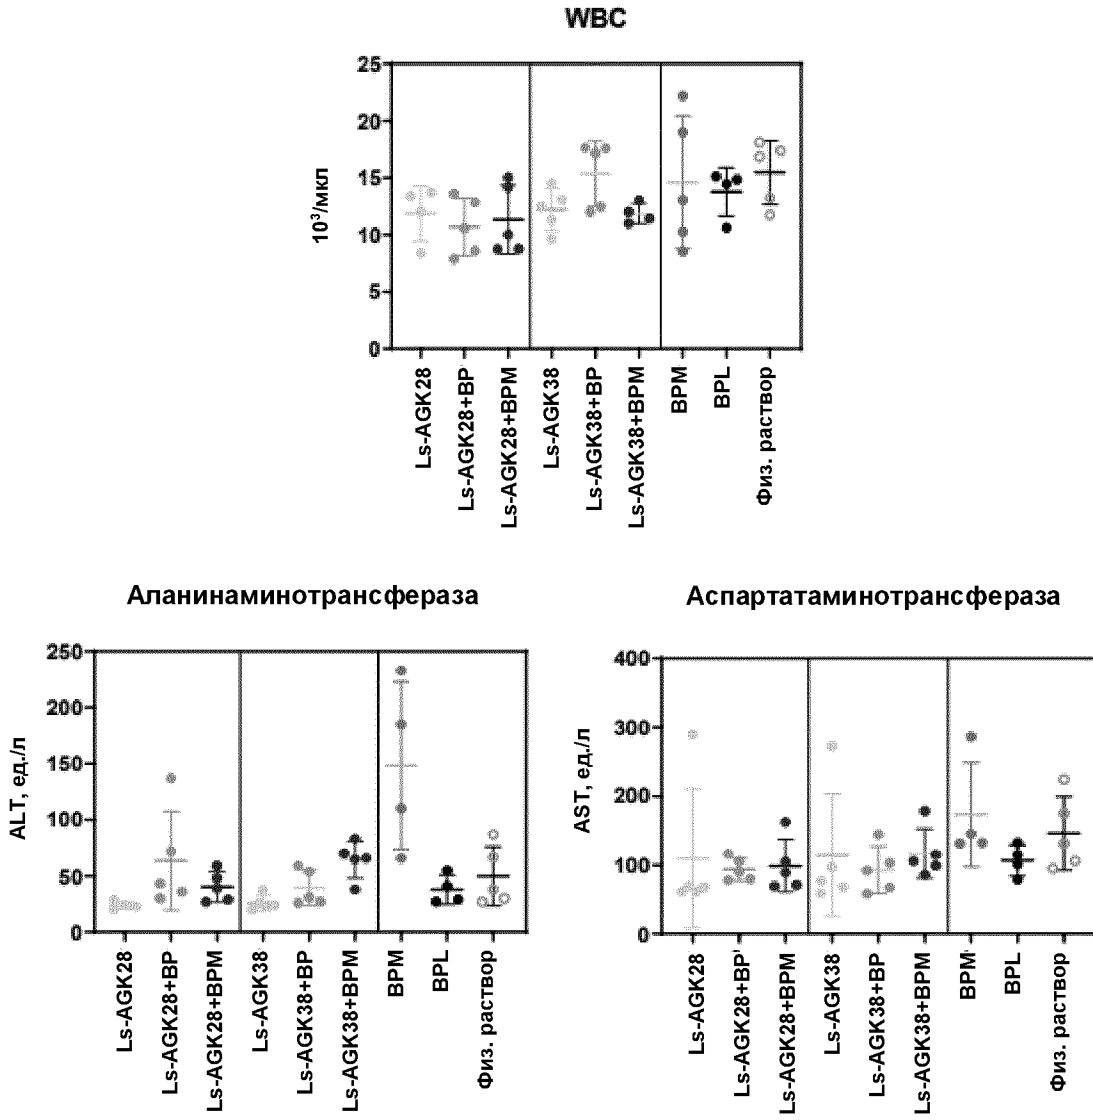 WBC
25
20
15
10
5
0
10³/мкл
Ls-AGK28
Ls-AGK28+BP
Ls-AGK28+BPM
Ls-AGK38
Ls-AGK38+BP
Ls-AGK38+BPM
BPM
BPL
Физ. раствор
Аланинаминотрансфераза
250
200
150
100
50
0
ALT, ед./л
Ls-AGK28
Ls-AGK28+BP
Ls-AGK28+BPM
Ls-AGK38
Ls-AGK38+BP
Ls-AGK38+BPM
BPM
BPL
Физ. раствор
Аспартатаминотрансфераза
400
300
200
100
0
AST, ед./л
Ls-AGK28
Ls-AGK28+BP
Ls-AGK28+BPM
Ls-AGK38
Ls-AGK38+BP
Ls-AGK38+BPM
BPM
BPL
Физ. раствор